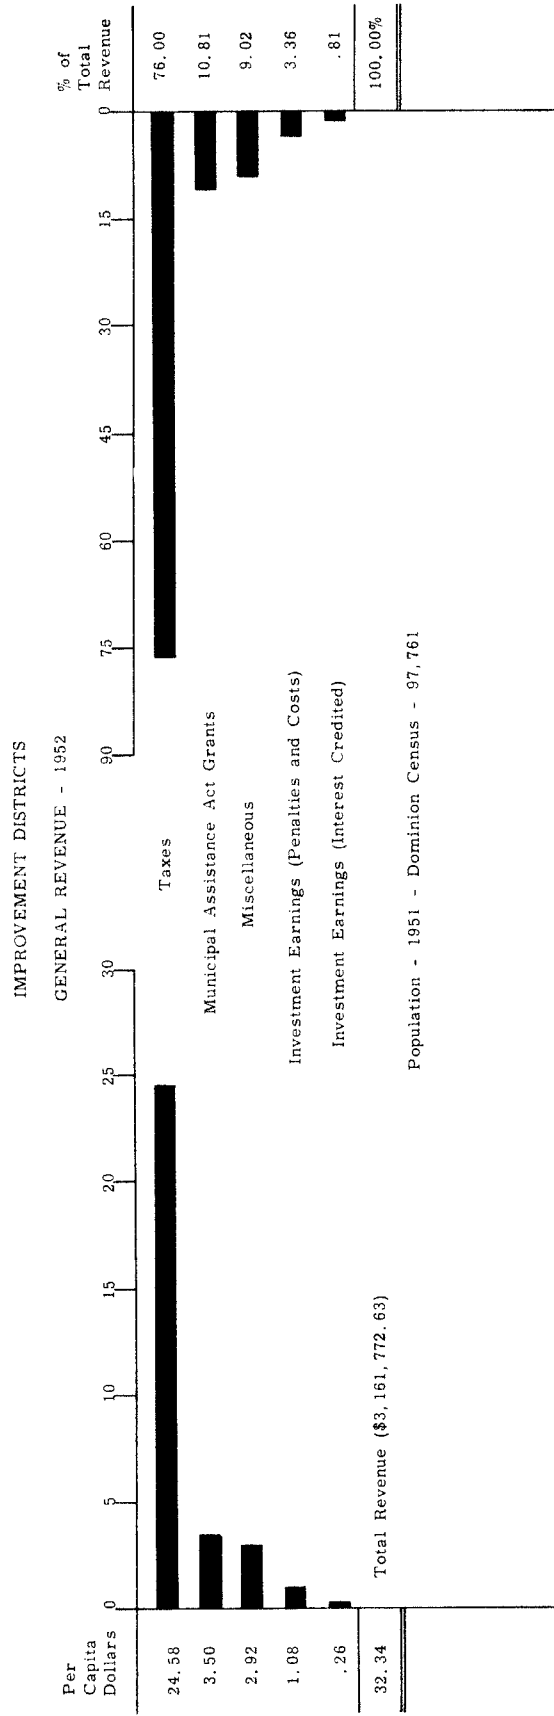 IMPROVEMENT DISTRICTS
GENERAL REVENUE - 1952
Per
Capita
Dollars
0 5 10 15 20 25 30
90 75 60 45 30 15 0
% of
Total
Revenue
24.58 Taxes 76.00
3.50 Municipal Assistance Act Grants 10.81
2.92 Miscellaneous 9.02
1.08 Investment Earnings (Penalties and Costs) 3.36
.26 Investment Earnings (Interest Credited) .81
32.34 Total Revenue ($3,161,772.63) 100.00%
Population - 1951 - Dominion Census - 97,761